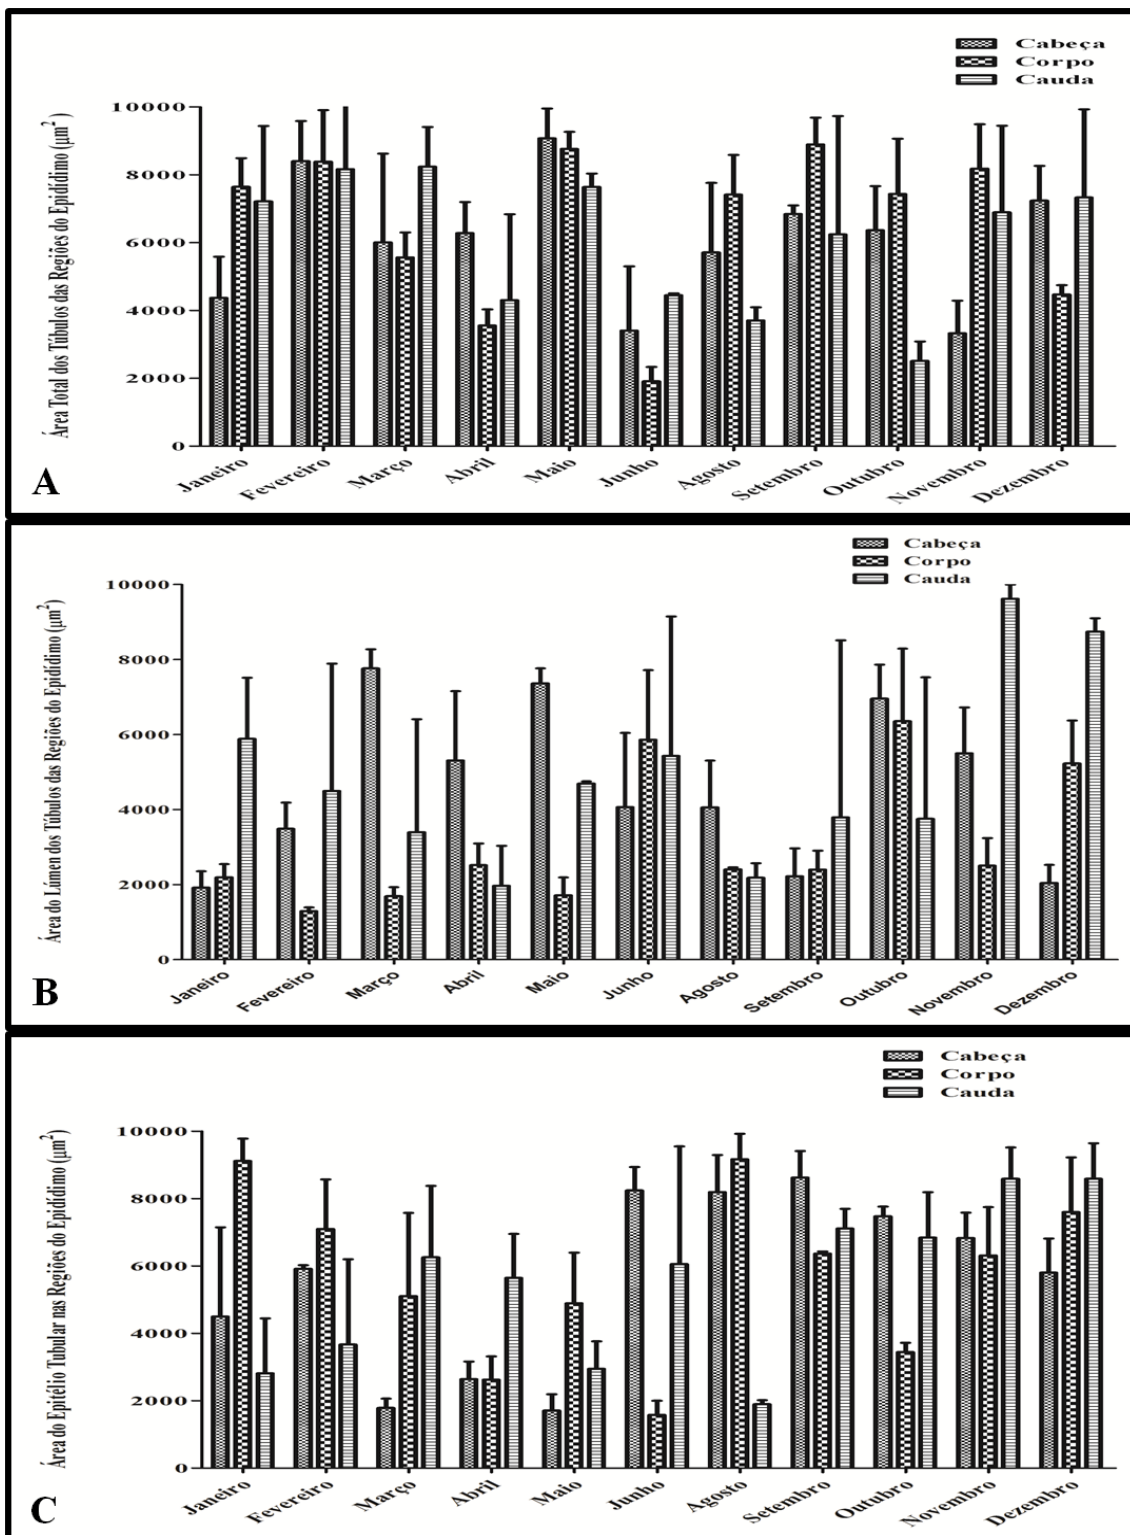 Cabeça
Corpo
Cauda
Área Total dos Túbulos das Regiões do Epidídimo (µm²)
10000
8000
6000
4000
2000
0
Janeiro
Fevereiro
Março
Abril
Maio
Junho
Agosto
Setembro
Outubro
Novembro
Dezembro
A
Cabeça
Corpo
Cauda
Área do Lúmen dos Túbulos das Regiões do Epidídimo (µm²)
10000
8000
6000
4000
2000
0
Janeiro
Fevereiro
Março
Abril
Maio
Junho
Agosto
Setembro
Outubro
Novembro
Dezembro
B
Cabeça
Corpo
Cauda
Área do Epitélio Tubular nas Regiões do Epidídimo (µm²)
10000
8000
6000
4000
2000
0
Janeiro
Fevereiro
Março
Abril
Maio
Junho
Agosto
Setembro
Outubro
Novembro
Dezembro
C